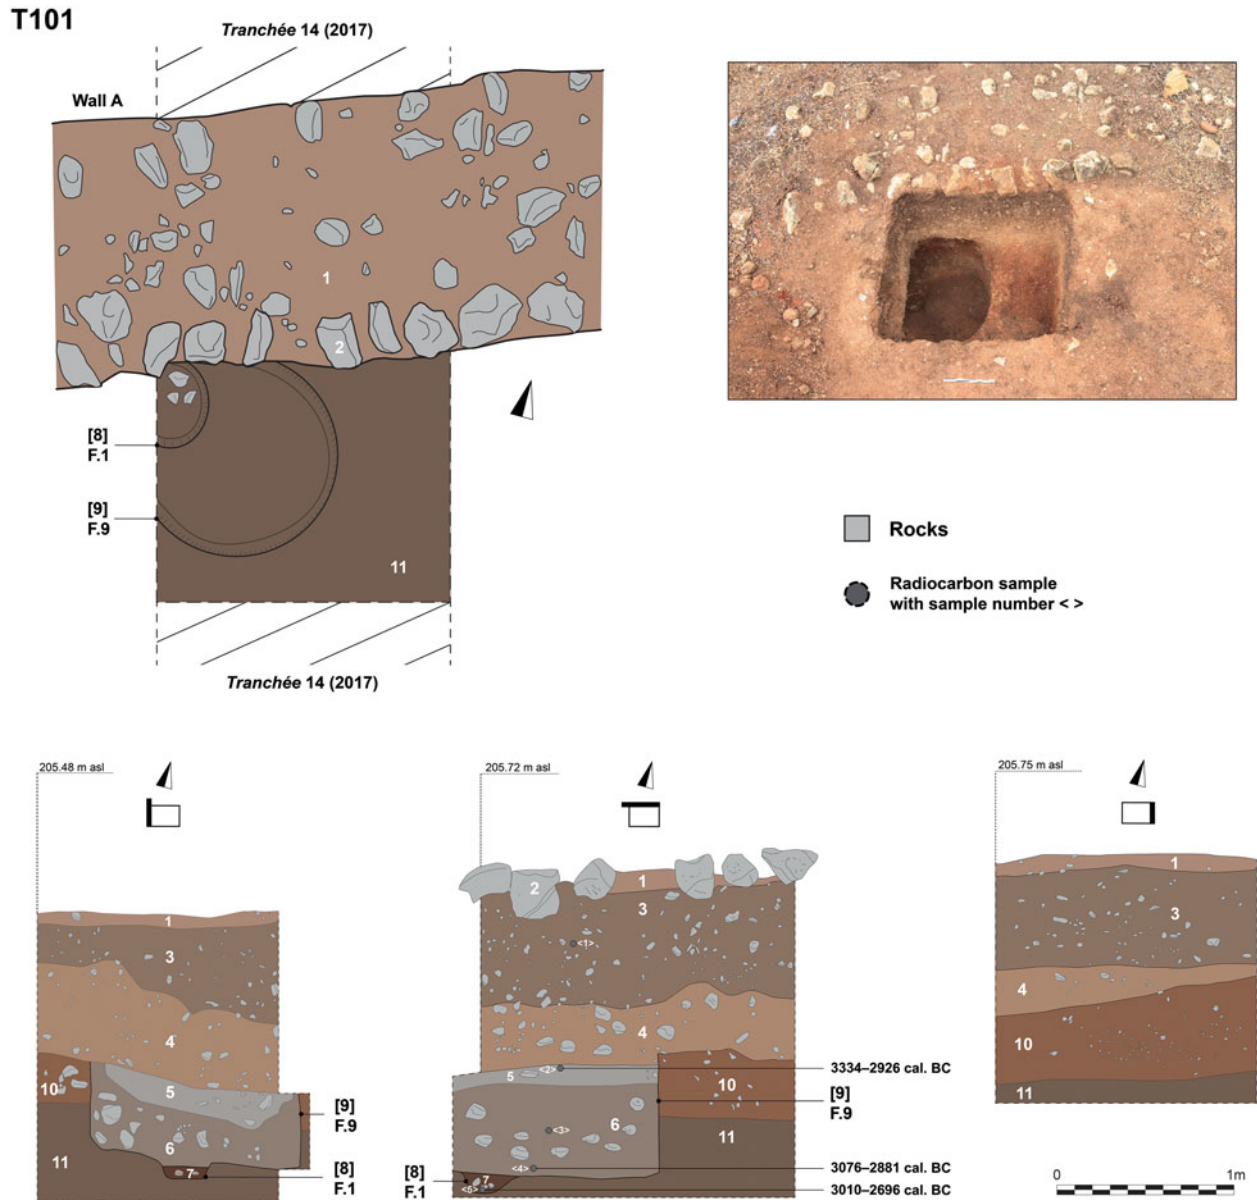 T101
Tranchée 14 (2017)
Wall A
1
2
[8]
F.1
[9]
F.9
11
Tranchée 14 (2017)
Rocks
Radiocarbon sample
with sample number < >
205.48 m asl
1
3
4
10
5
6
11
7
[9]
F.9
[8]
F.1
205.72 m asl
2
1
3
<1>
4
5
<2>
10
6
<3>
11
<4>
7
[8]
F.1
3334–2926 cal. BC
[9]
F.9
3076–2881 cal. BC
3010–2696 cal. BC
205.75 m asl
1
3
4
10
11
0
1m